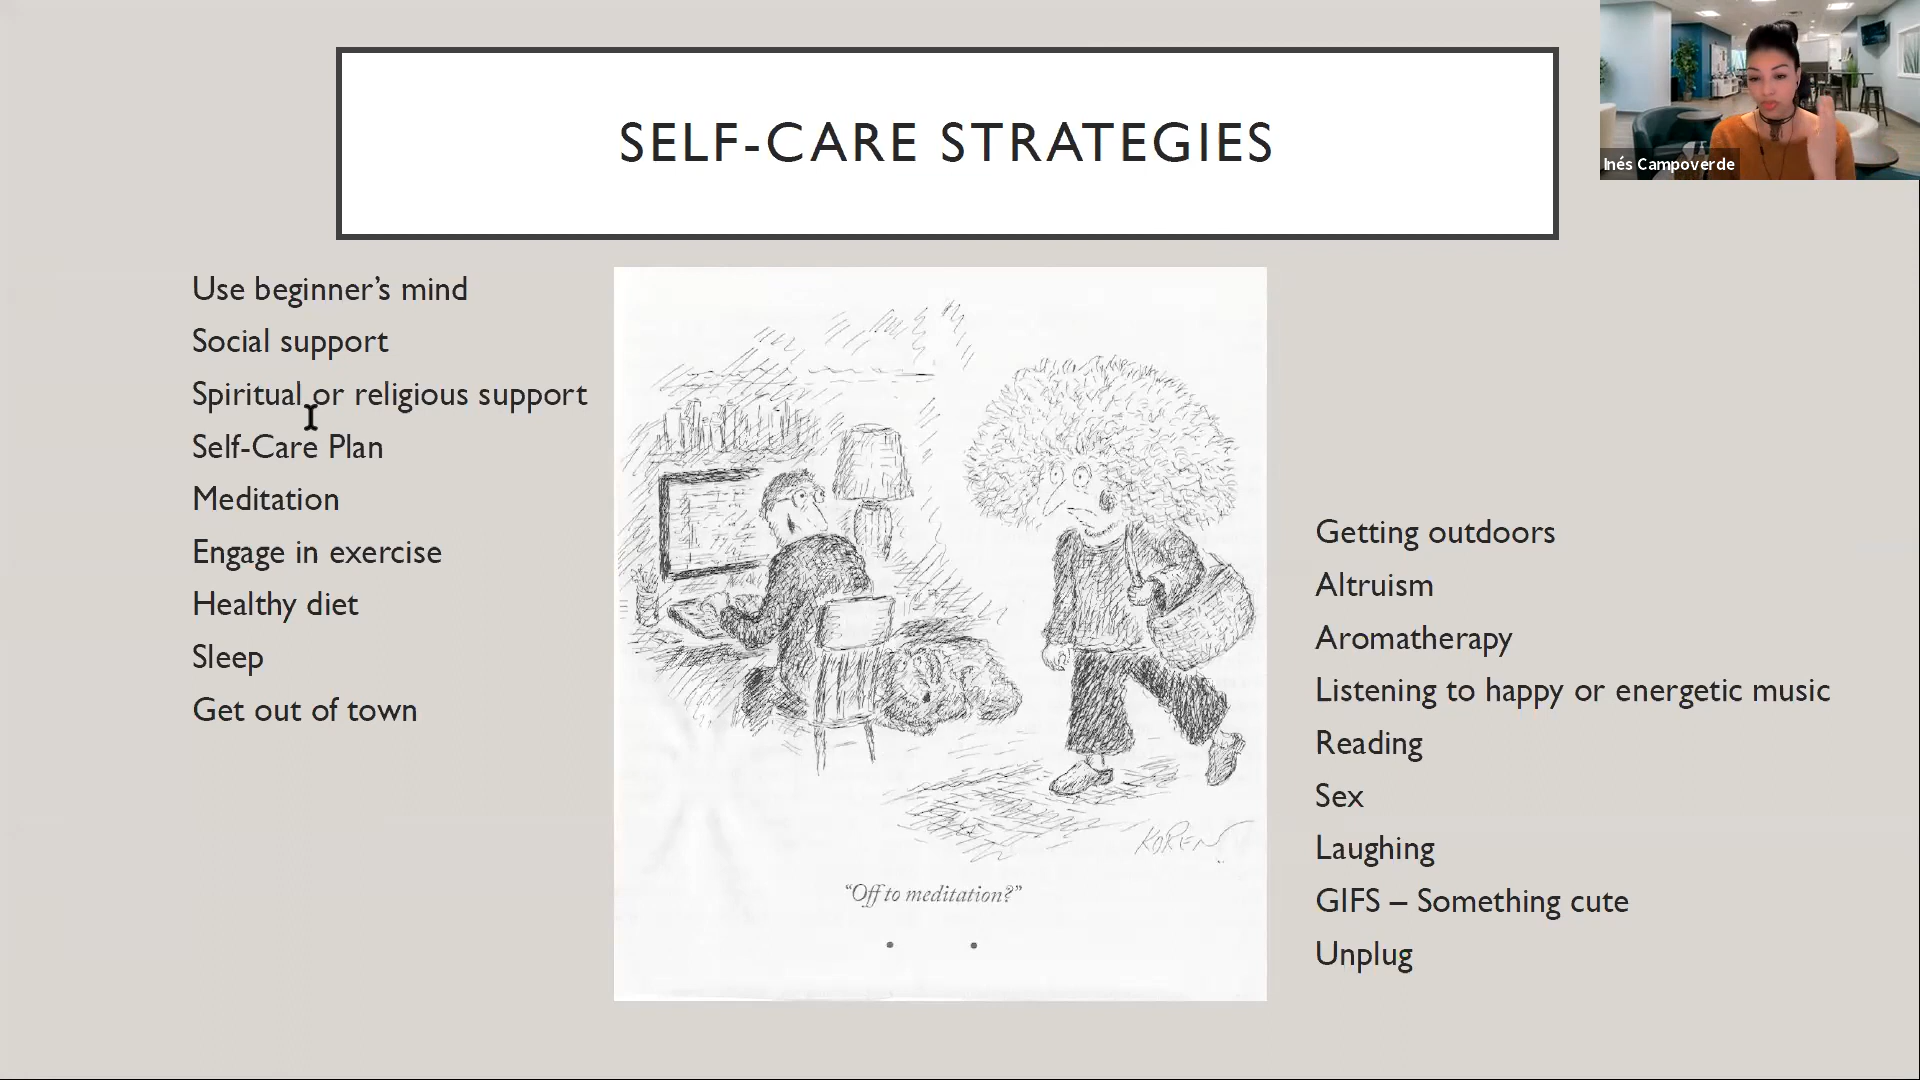 SELF-CARE STRATEGIES
Inés Campoverde
Use beginner’s mind
Social support
Spiritual or religious support
Self-Care Plan
Meditation
Engage in exercise
Healthy diet
Sleep
Get out of town
KOREN
“Off to meditation?”
Getting outdoors
Altruism
Aromatherapy
Listening to happy or energetic music
Reading
Sex
Laughing
GIFS – Something cute
Unplug